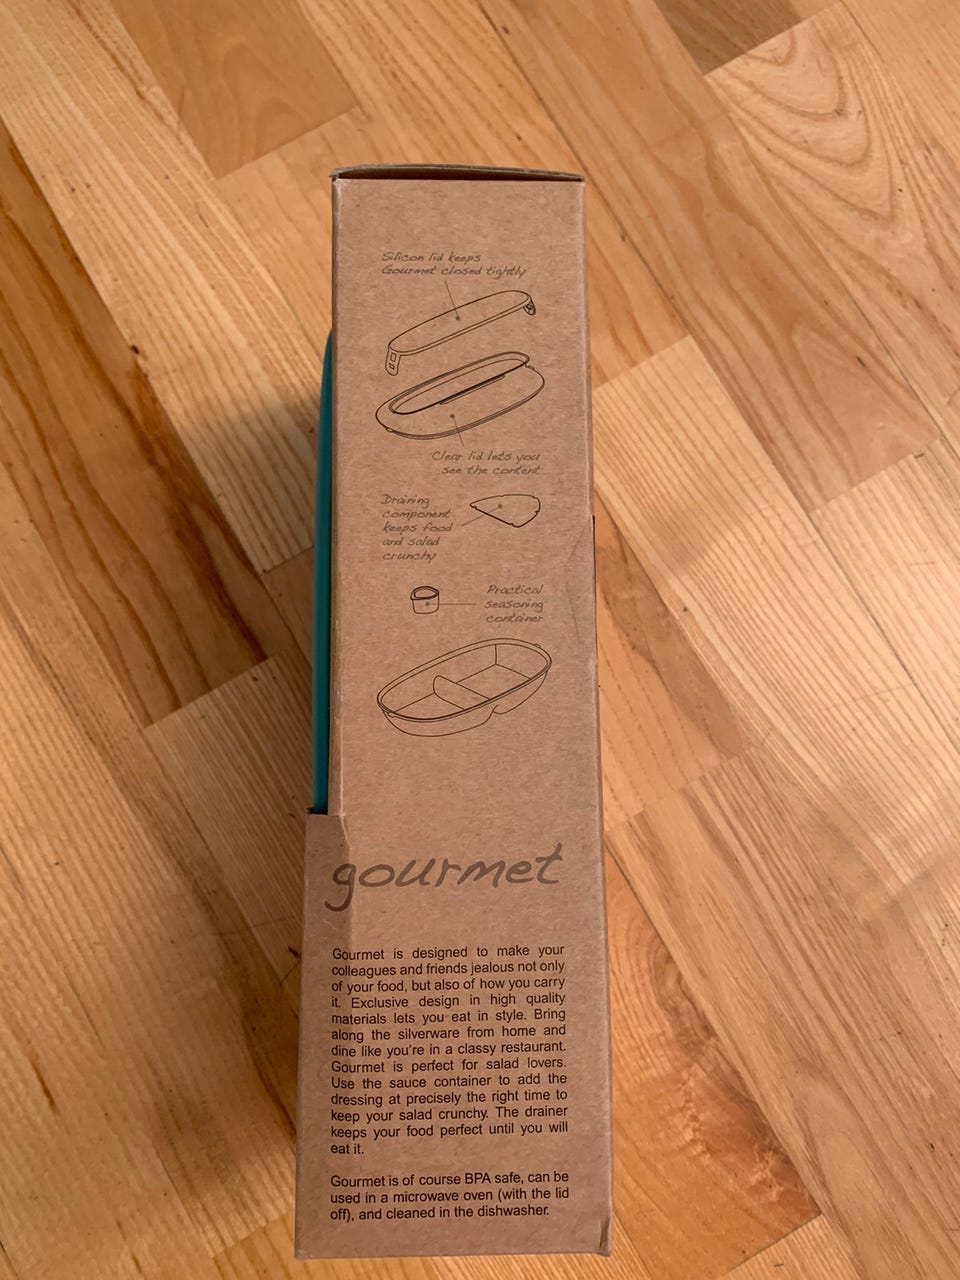 Silicon lid keeps
Gourmet closed tightly
Clear lid lets you
see the content
Draining
component
keeps food
and salad
crunchy
Practical
seasoning
container
gourmet
Gourmet is designed to make your
colleagues and friends jealous not only
of your food, but also of how you carry
it. Exclusive design in high quality
materials lets you eat in style. Bring
along the silverware from home and
dine like you're in a classy restaurant.
Gourmet is perfect for salad lovers.
Use the sauce container to add the
dressing at precisely the right time to
keep your salad crunchy. The drainer
keeps your food perfect until you will
eat it.
Gourmet is of course BPA safe, can be
used in a microwave oven (with the lid
off), and cleaned in the dishwasher.